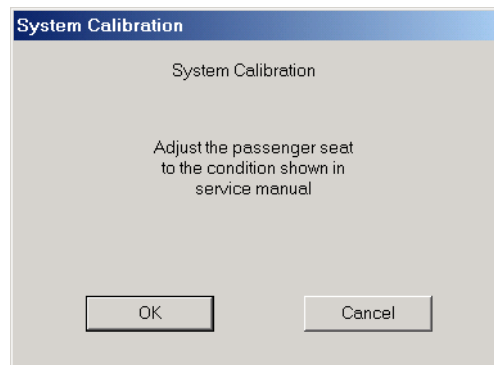 System Calibration
System Calibration
Adjust the passenger seat
to the condition shown in
service manual
OK
Cancel